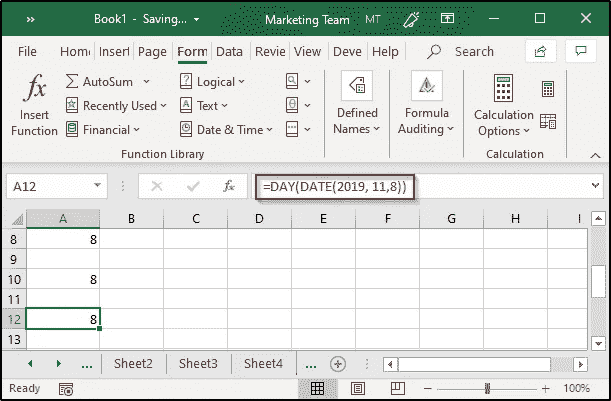 » Book1 - Saving... ▾ Marketing Team MT
File Hom Insert Page Form Data Revie View Deve Help Search
fx Insert Function
∑ AutoSum
Recently Used
Financial
Logical
Text
Date & Time
θ
Defined Names
Formula Auditing
Calculation Options
Function Library
Calculation
A12 fx =DAY(DATE(2019, 11,8))
A B C D E F G H I
8 8
9
10 8
11
12 8
13
... Sheet2 Sheet3 Sheet4 ...
Ready 100%